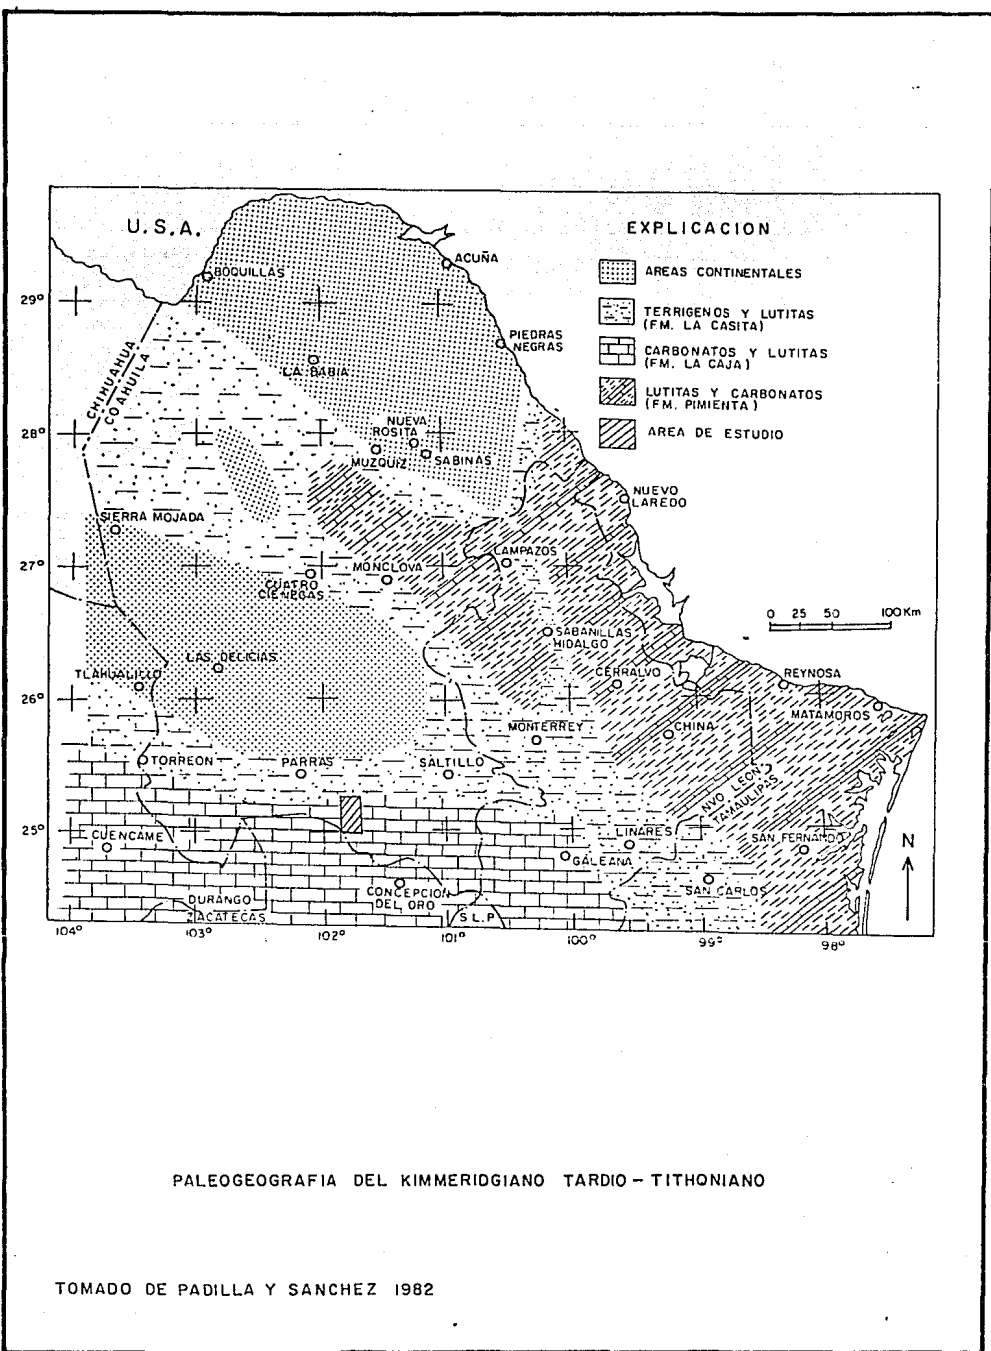 U.S.A.
EXPLICACION
AREAS CONTINENTALES
TERRIGENOS Y LUTITAS
(FM. LA CASITA)
CARBONATOS Y LUTITAS
(FM. LA CAJA)
LUTITAS Y CARBONATOS
(FM. PIMIENTA)
AREA DE ESTUDIO
BOQUILLAS
ACUÑA
29°
PIEDRAS
NEGRAS
LA BABIA
CHIHUAHUA
COAHUILA
28°
NUEVA
ROSITA
MUZQUIZ
SABINAS
NUEVO
LAREDO
SIERRA MOJADA
27°
LAMPAZOS
MONCLOVA
CUATRO
CIENEGAS
0 25 50 100 Km
SABANILLAS
HIDALGO
LAS DELICIAS
TLAHUALILO
CERRALVO
REYNOSA
26°
MATAMOROS
MONTERREY
CHINA
TORREON
PARRAS
SALTILLO
NVO LEON
TAMAULIPAS
25°
CUENCAME
LINARES
SAN FERNANDO
N
GALEANA
SAN CARLOS
CONCEPCION
DEL ORO
DURANGO
ZACATECAS
S L.P
104° 103° 102° 101° 100° 99° 98°
PALEOGEOGRAFIA DEL KIMMERIDGIANO TARDIO - TITHONIANO
TOMADO DE PADILLA Y SANCHEZ 1982